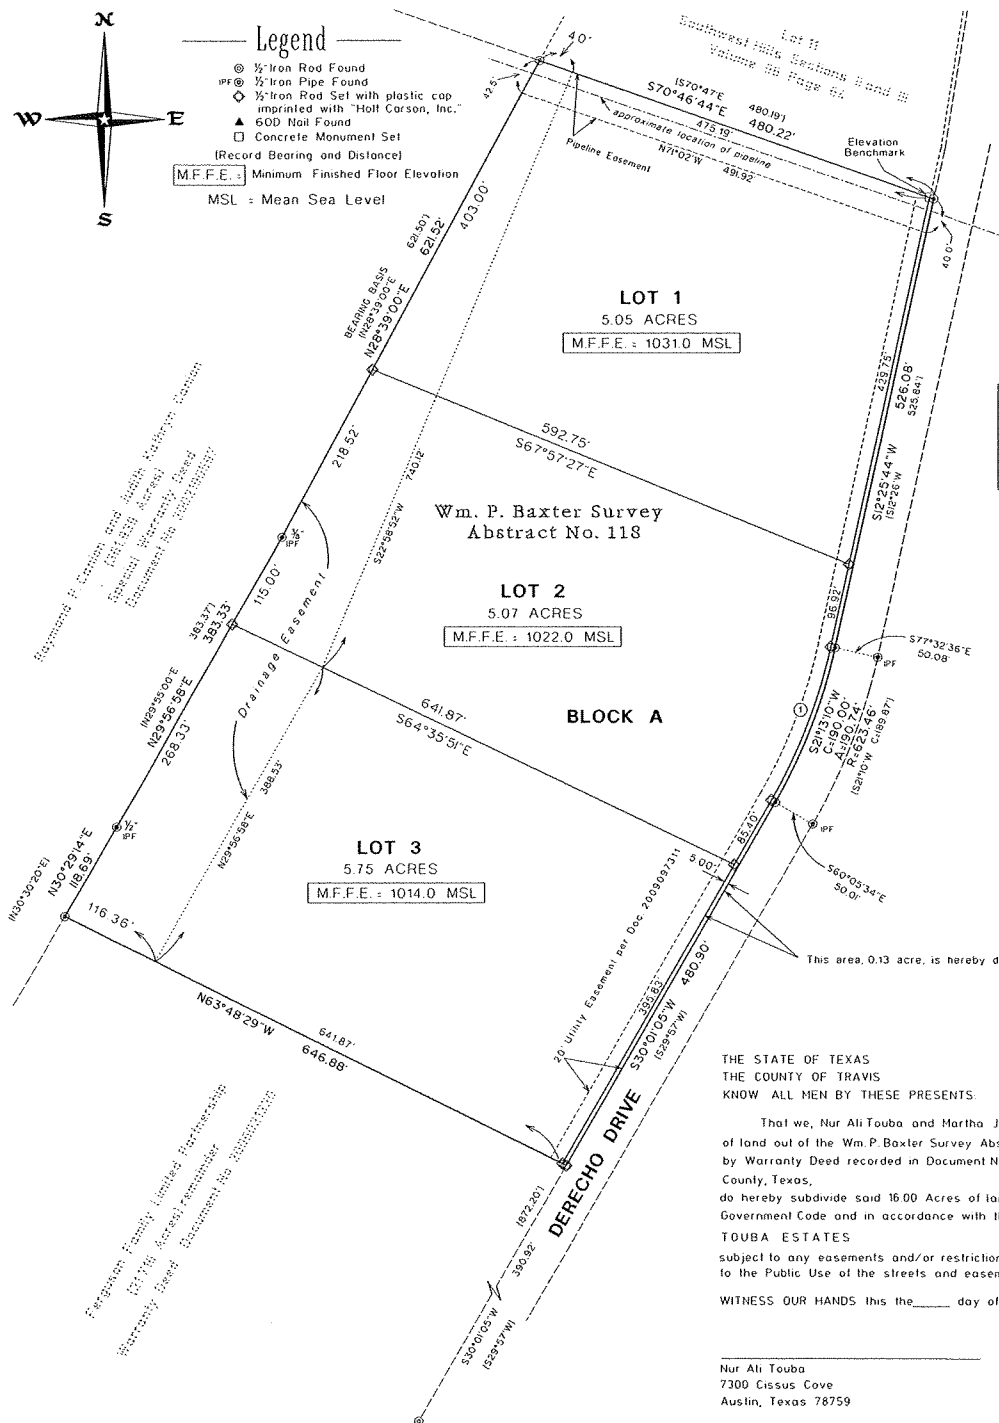 N
W
E
S
Legend
½" Iron Rod Found
IPF ½" Iron Pipe Found
½" Iron Rod Set with plastic cap
imprinted with "Holt Carson, Inc."
60D Nail Found
Concrete Monument Set
(Record Bearing and Distance)
M.F.F.E. = Minimum Finished Floor Elevation
MSL = Mean Sea Level
Lot 11
Southwest Hills Sections II and III
Volume 86 Page 64
40'
42.5'
(S70°47'E 480.19')
S70°46'44"E 480.22'
475.19'
approximate location of pipeline
N71°02'W 491.92'
Pipeline Easement
Elevation
Benchmark
40.0'
403.00'
621.50')
621.52'
BEARING BASIS
(N28°39'00"E
N28°39'00"E
LOT 1
5.05 ACRES
M.F.F.E. = 1031.0 MSL
429.75'
526.08'
525.84')
S12°25'44"W
(S12°26'W
592.75'
S67°57'27"E
218.52'
740.12'
S22°58'52"W
Wm. P. Baxter Survey
Abstract No. 118
IPF
115.00'
Drainage Easement
LOT 2
5.07 ACRES
M.F.F.E. = 1022.0 MSL
96.92'
S77°32'36"E
50.08'
IPF
383.37')
383.33'
(N29°55'00"E
N29°56'58"E
268.33'
641.87'
S64°35'51"E
BLOCK A
1
S21°13'10"W
C=190.00'
A=190.74'
R=623.46'
(S21°10'W C=189.87')
388.53'
N29°56'58"E
½"
IPF
85.40'
IPF
S60°05'34"E
50.01'
5.00'
LOT 3
5.75 ACRES
M.F.F.E. = 1014.0 MSL
(N30°30'20"E)
N30°29'14"E
118.69'
116.36'
20' Utility Easement per Doc. 2009097311
395.83'
480.90'
S30°01'05"W
(S29°57'W)
This area, 0.13 acre, is hereby d
N63°48'29"W
641.87'
646.88'
DERECHO DRIVE
(872.20')
390.92'
S30°01'05"W
(S29°57'W)
Ferguson Family Limited Partnership
THE STATE OF TEXAS
THE COUNTY OF TRAVIS
KNOW ALL MEN BY THESE PRESENTS:
That we, Nur Ali Touba and Martha J
of land out of the Wm. P. Baxter Survey Abs
by Warranty Deed recorded in Document N
County, Texas,
do hereby subdivide said 16.00 Acres of lan
Government Code and in accordance with th
TOUBA ESTATES
subject to any easements and/or restriction
to the Public Use of the streets and easem
WITNESS OUR HANDS this the____ day of
Nur Ali Touba
7300 Cissus Cove
Austin, Texas 78759